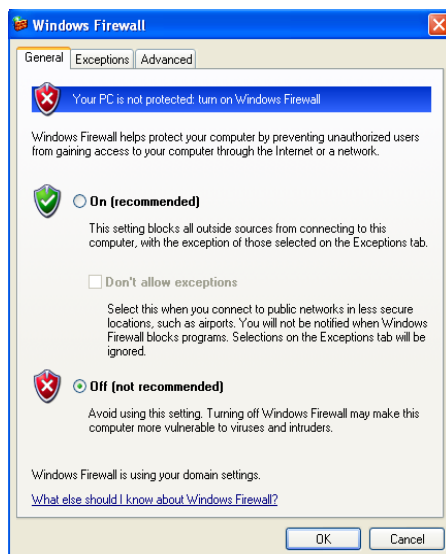 Windows Firewall
General Exceptions Advanced
Your PC is not protected: turn on Windows Firewall
Windows Firewall helps protect your computer by preventing unauthorized users
from gaining access to your computer through the Internet or a network.
On (recommended)
This setting blocks all outside sources from connecting to this
computer, with the exception of those selected on the Exceptions tab.
Don't allow exceptions
Select this when you connect to public networks in less secure
locations, such as airports. You will not be notified when Windows
Firewall blocks programs. Selections on the Exceptions tab will be
ignored.
Off (not recommended)
Avoid using this setting. Turning off Windows Firewall may make this
computer more vulnerable to viruses and intruders.
Windows Firewall is using your domain settings.
What else should I know about Windows Firewall?
OK Cancel